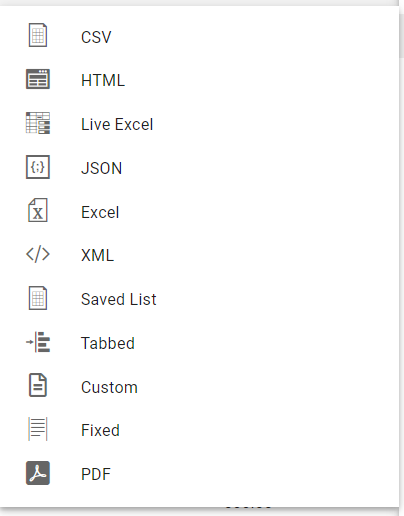 CSV
HTML
Live Excel
JSON
Excel
XML
Saved List
Tabbed
Custom
Fixed
PDF